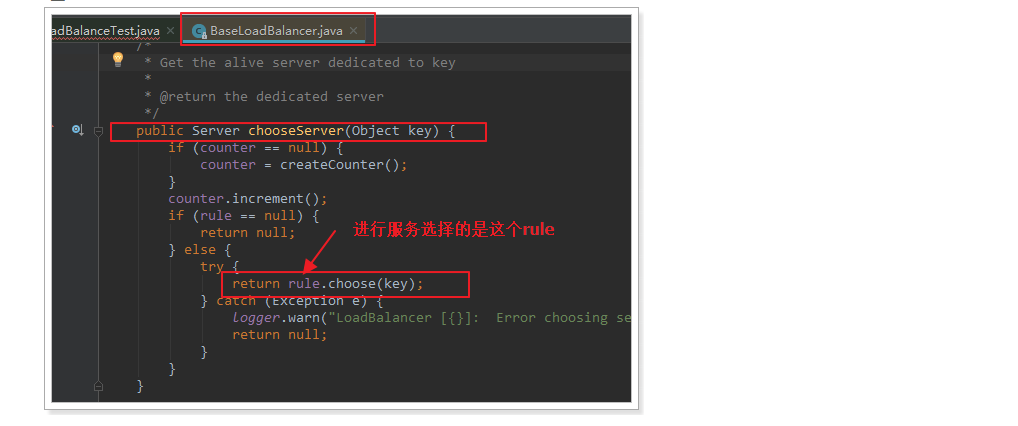 adBalanceTest.java × BaseLoadBalancer.java ×
/*
* Get the alive server dedicated to key
*
* @return the dedicated server
*/
public Server chooseServer(Object key) {
if (counter == null) {
counter = createCounter();
}
counter.increment();
if (rule == null) {
进行服务选择的是这个rule
return null;
} else {
try {
return rule.choose(key);
} catch (Exception e) {
logger.warn("LoadBalancer [{}]:  Error choosing se
return null;
}
}
}